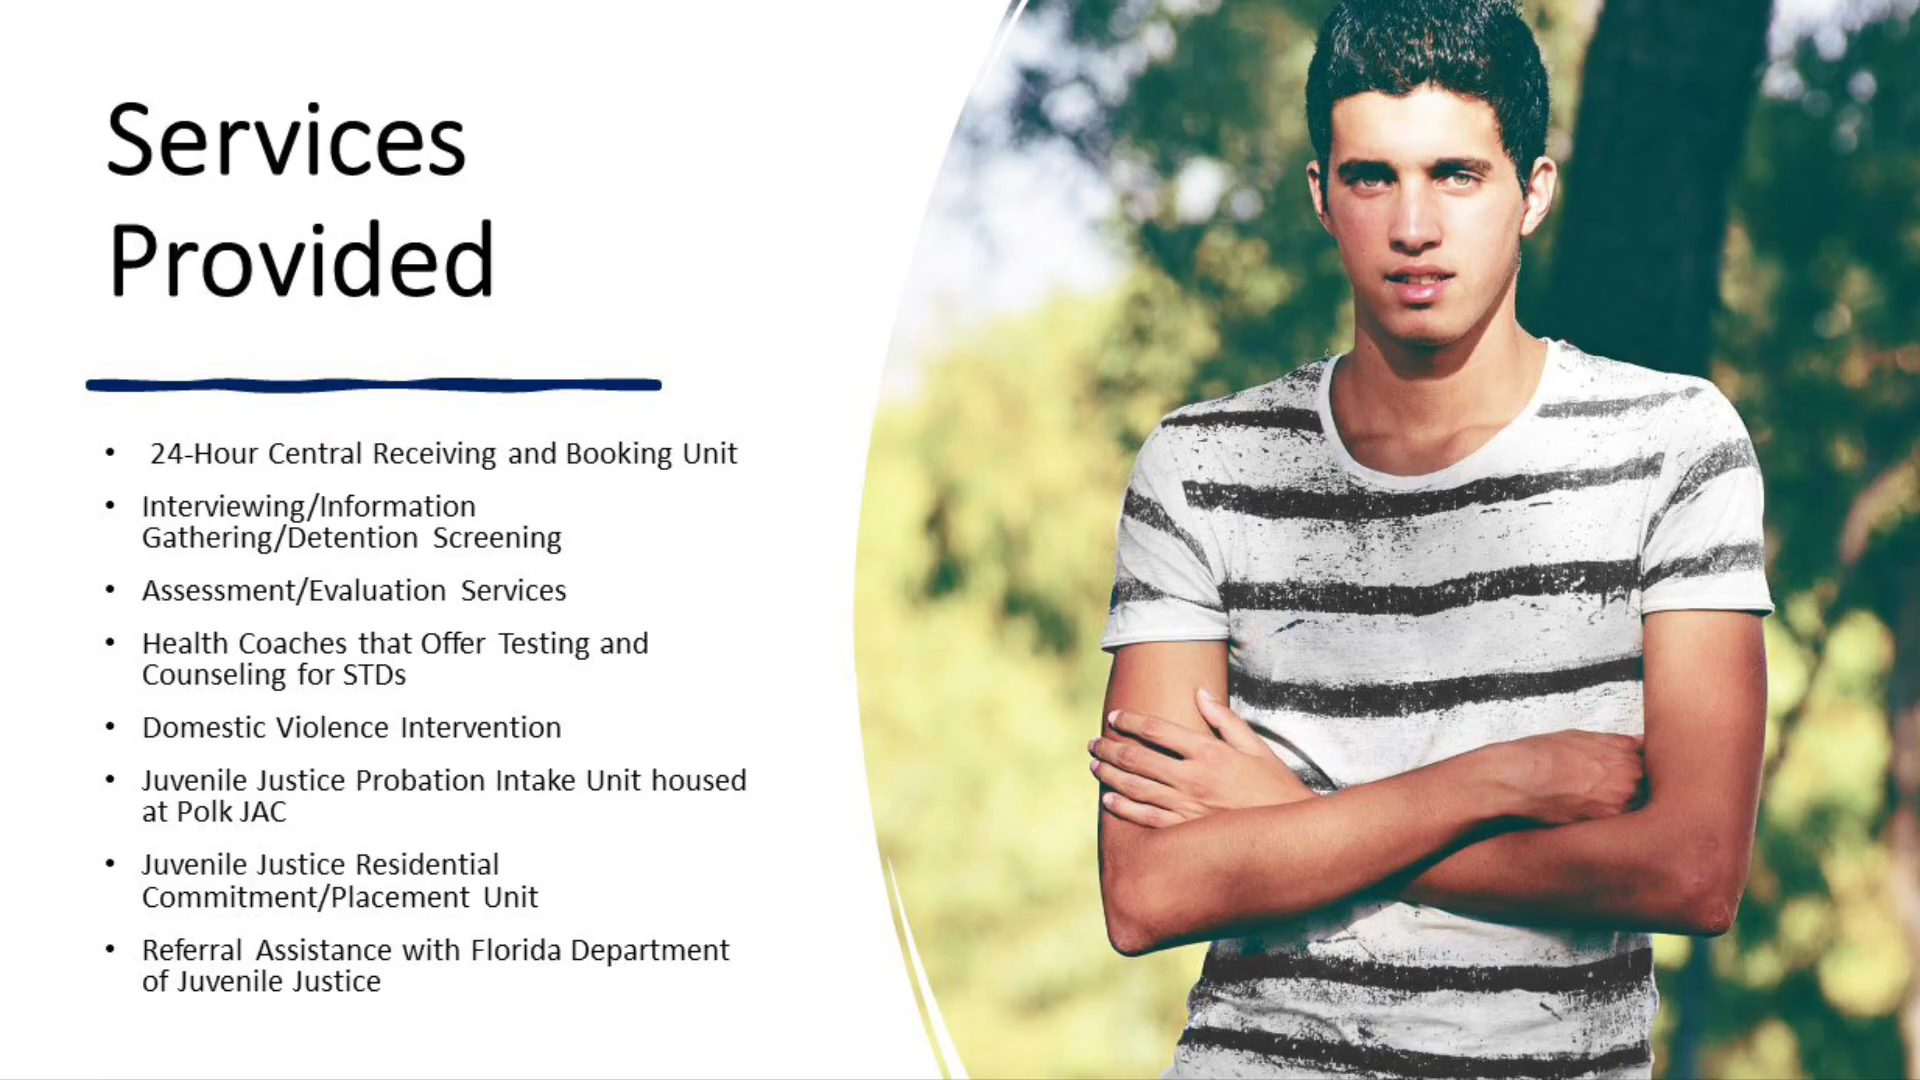 Services
Provided
• 24-Hour Central Receiving and Booking Unit
• Interviewing/Information
Gathering/Detention Screening
• Assessment/Evaluation Services
• Health Coaches that Offer Testing and
Counseling for STDs
• Domestic Violence Intervention
• Juvenile Justice Probation Intake Unit housed
at Polk JAC
• Juvenile Justice Residential
Commitment/Placement Unit
• Referral Assistance with Florida Department
of Juvenile Justice